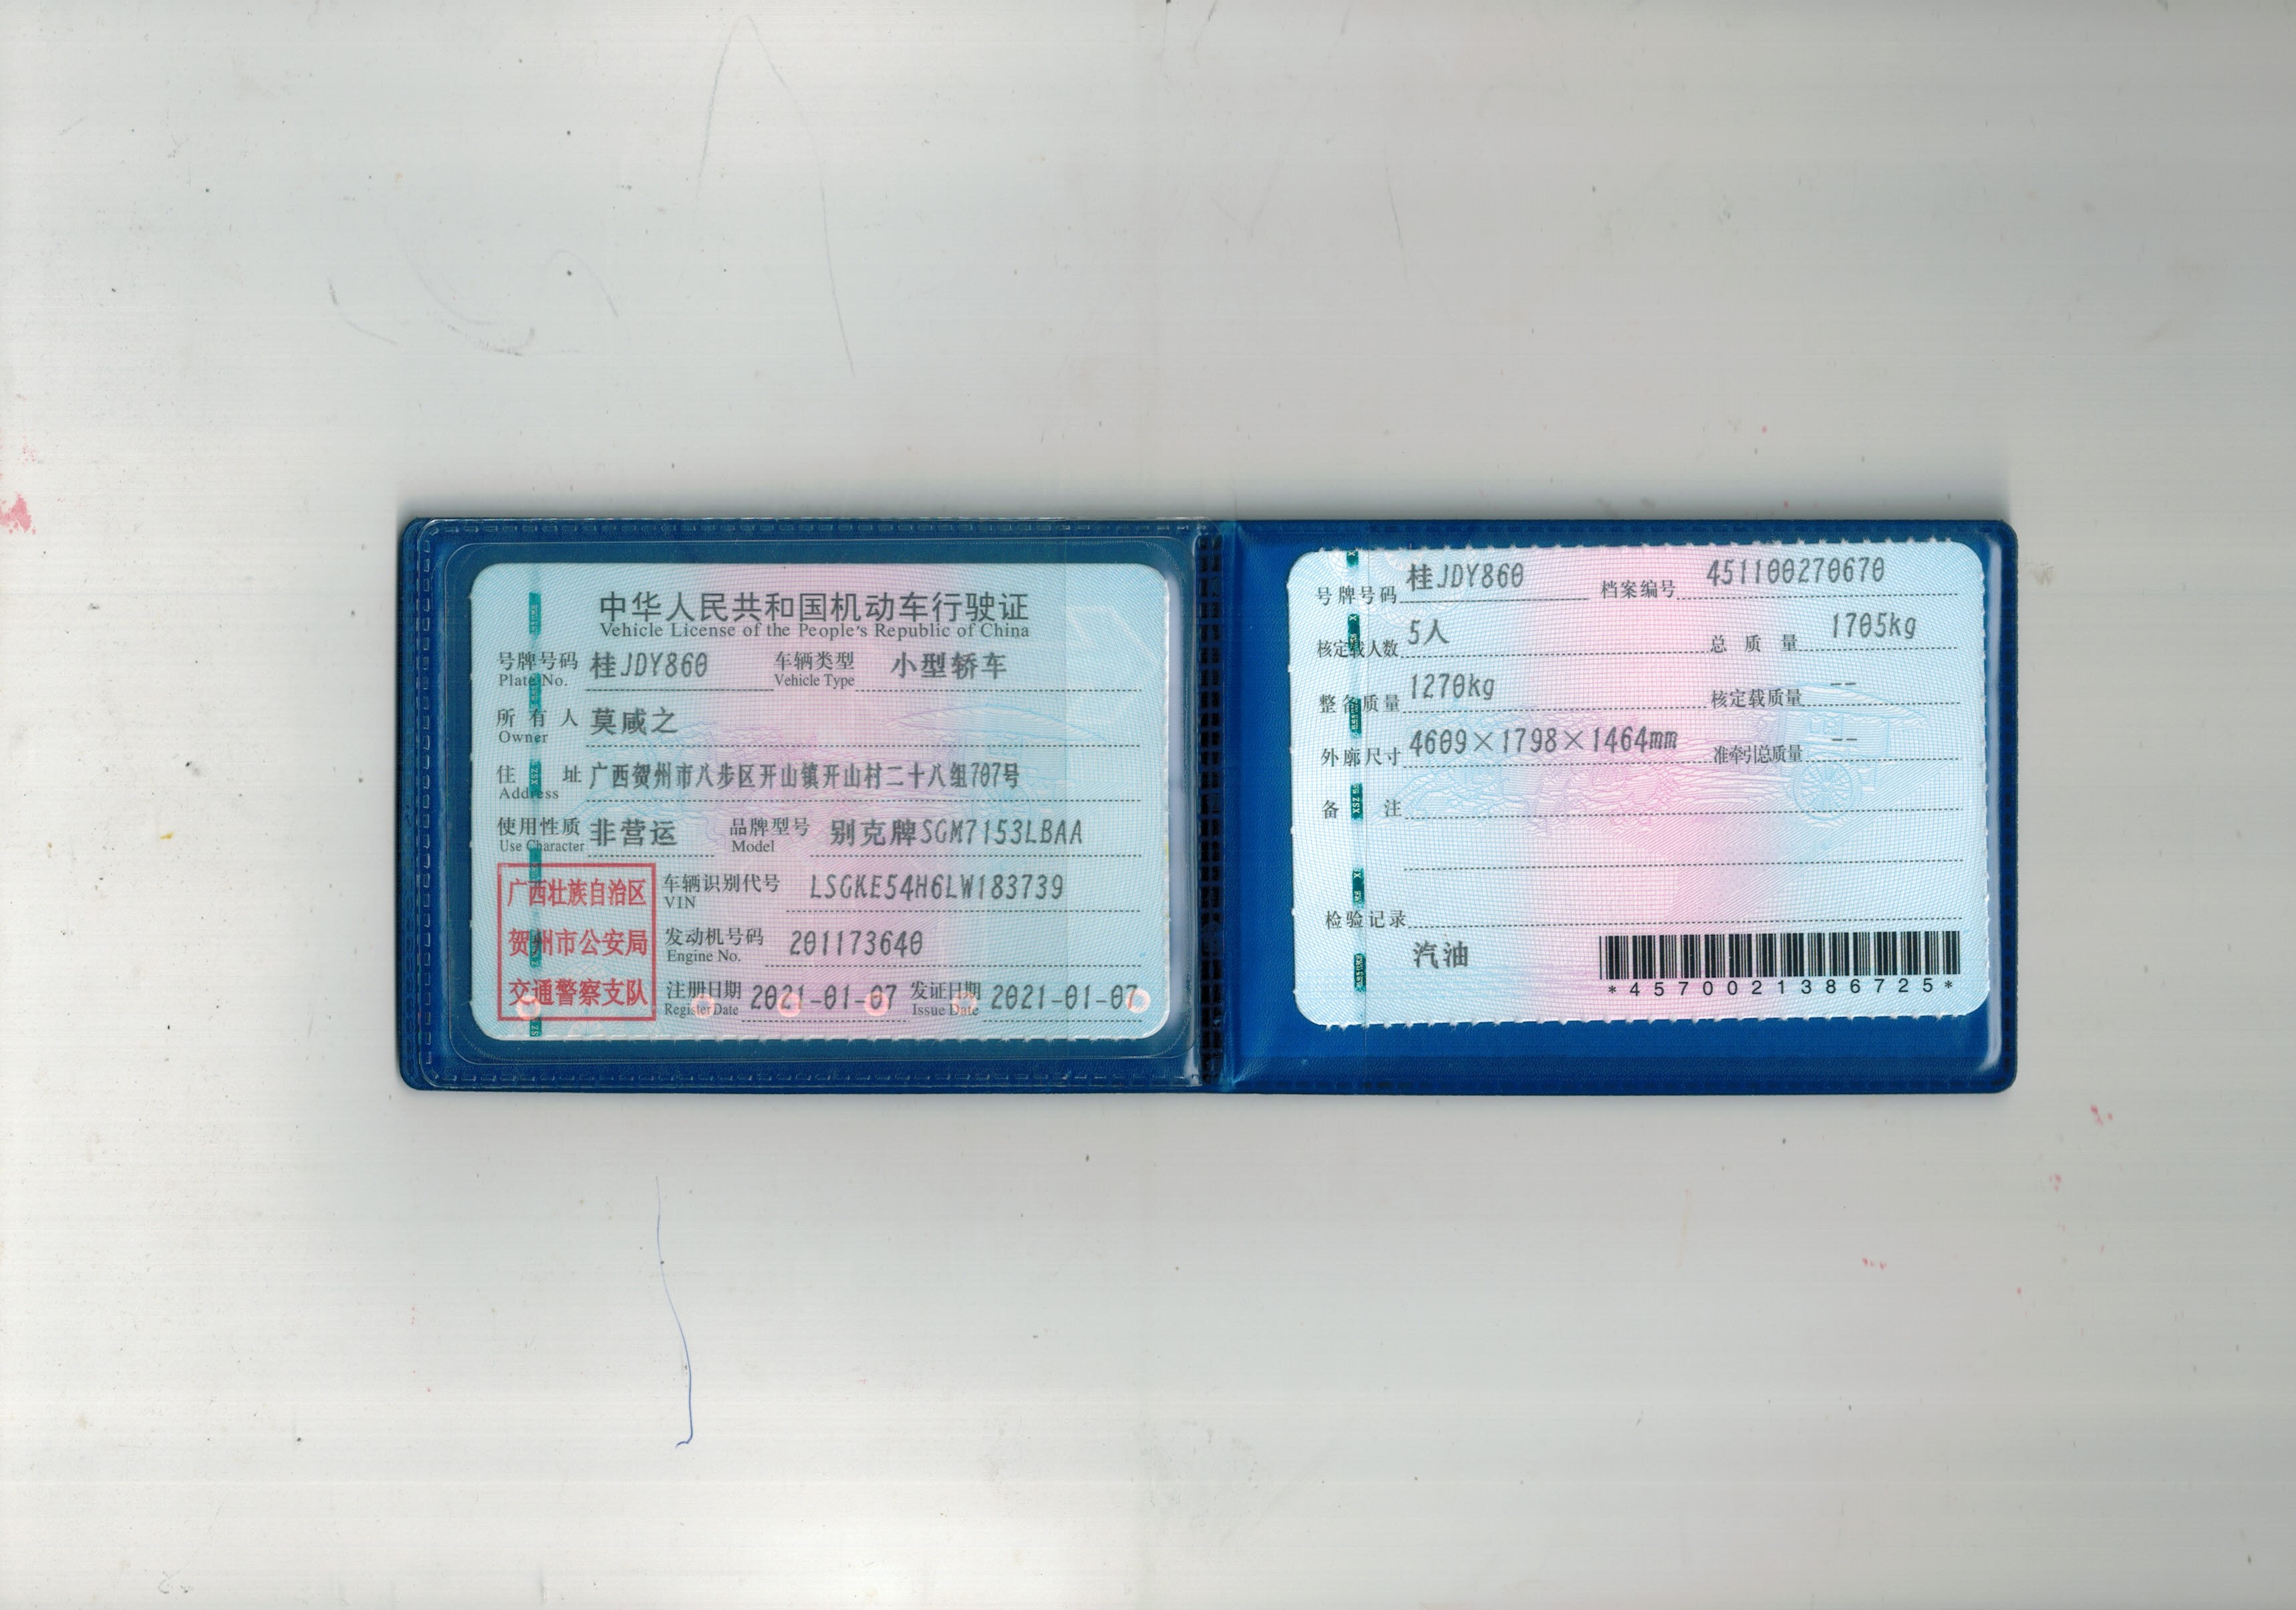 中华人民共和国机动车行驶证
Vehicle License of the People's Republic of China
号牌号码 桂JDY860 车辆类型 小型轿车
Plate No. Vehicle Type
所有人 莫咸之
Owner
住址 广西贺州市八步区开山镇开山村二十八组707号
Address
使用性质 非营运 品牌型号 别克牌SGM7153LBAA
Use Character Model
广西壮族自治区
贺州市公安局
交通警察支队
车辆识别代号 LSGKE54H6LW183739
VIN
发动机号码 201173640
Engine No.
注册日期 2021-01-07 发证日期 2021-01-07
Register Date Issue Date
号牌号码 桂JDY860 档案编号 451100270670
核定载人数 5人 总质量 1705kg
整备质量 1270kg 核定载质量 --
外廓尺寸 4609×1798×1464mm 准牵引总质量 --
备注
检验记录
汽油
*4570021386725*